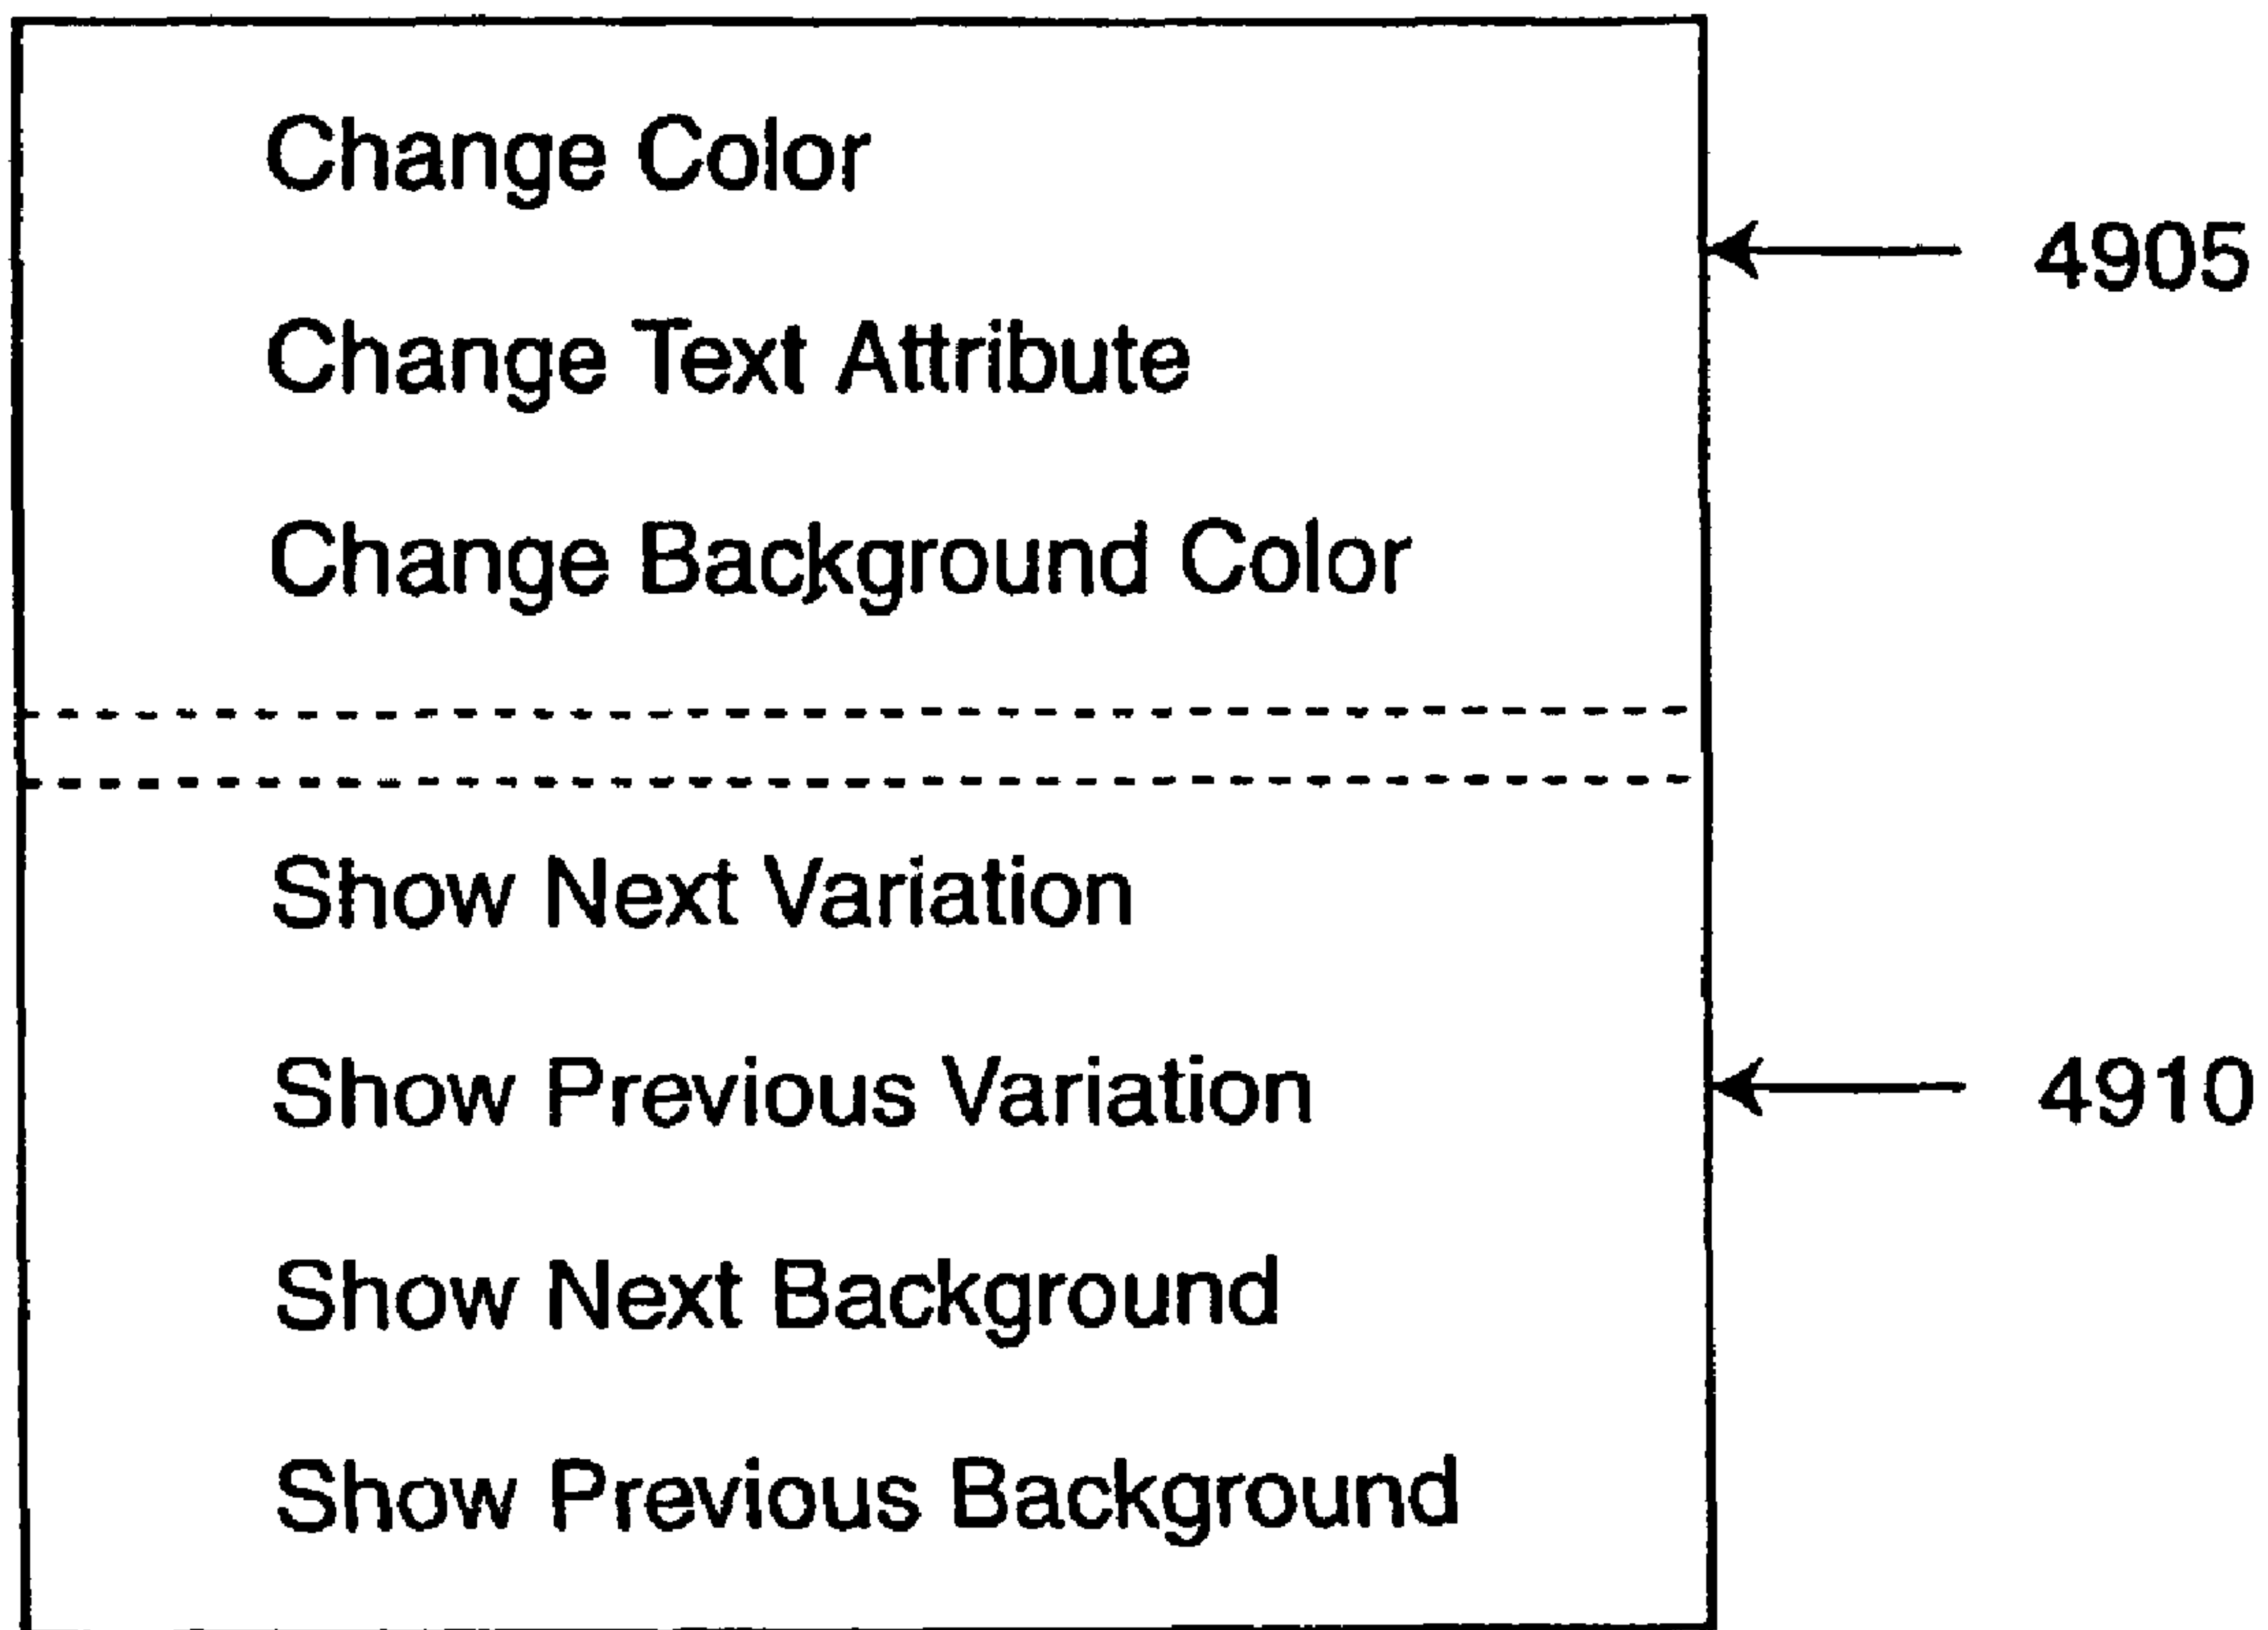 Change Color
4905
Change Text Attribute
Change Background Color
Show Next Variation
Show Previous Variation
4910
Show Next Background
Show Previous Background